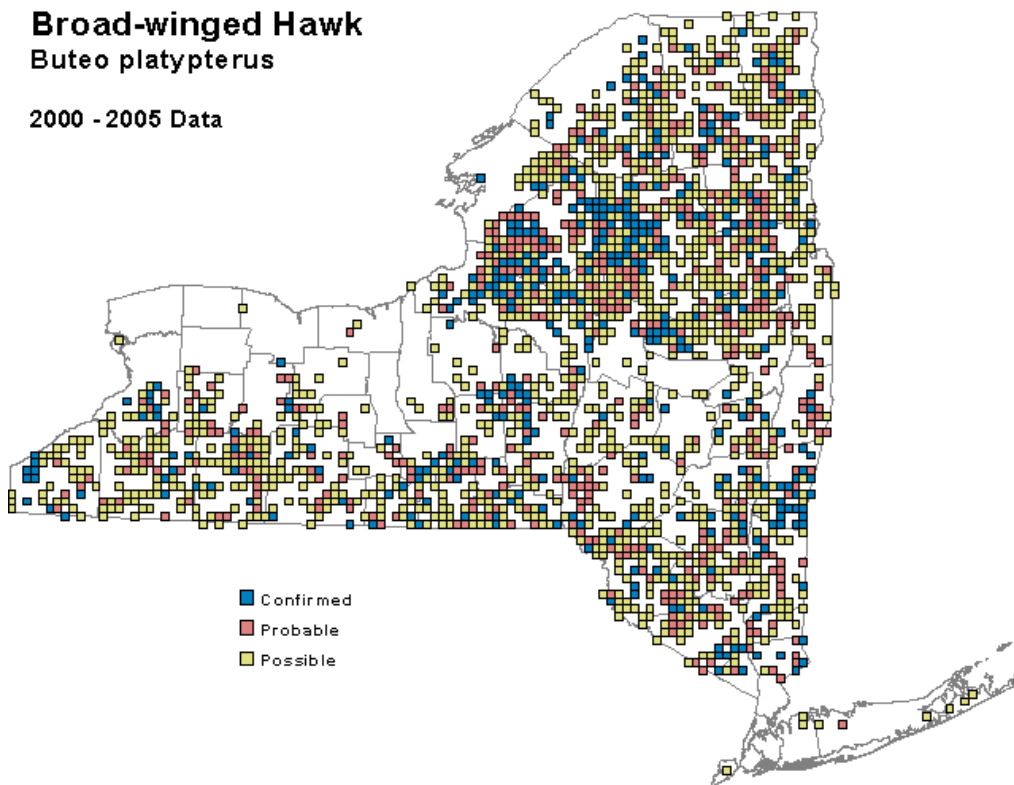 Broad-winged Hawk
Buteo platypterus
2000 - 2005 Data
Confirmed
Probable
Possible